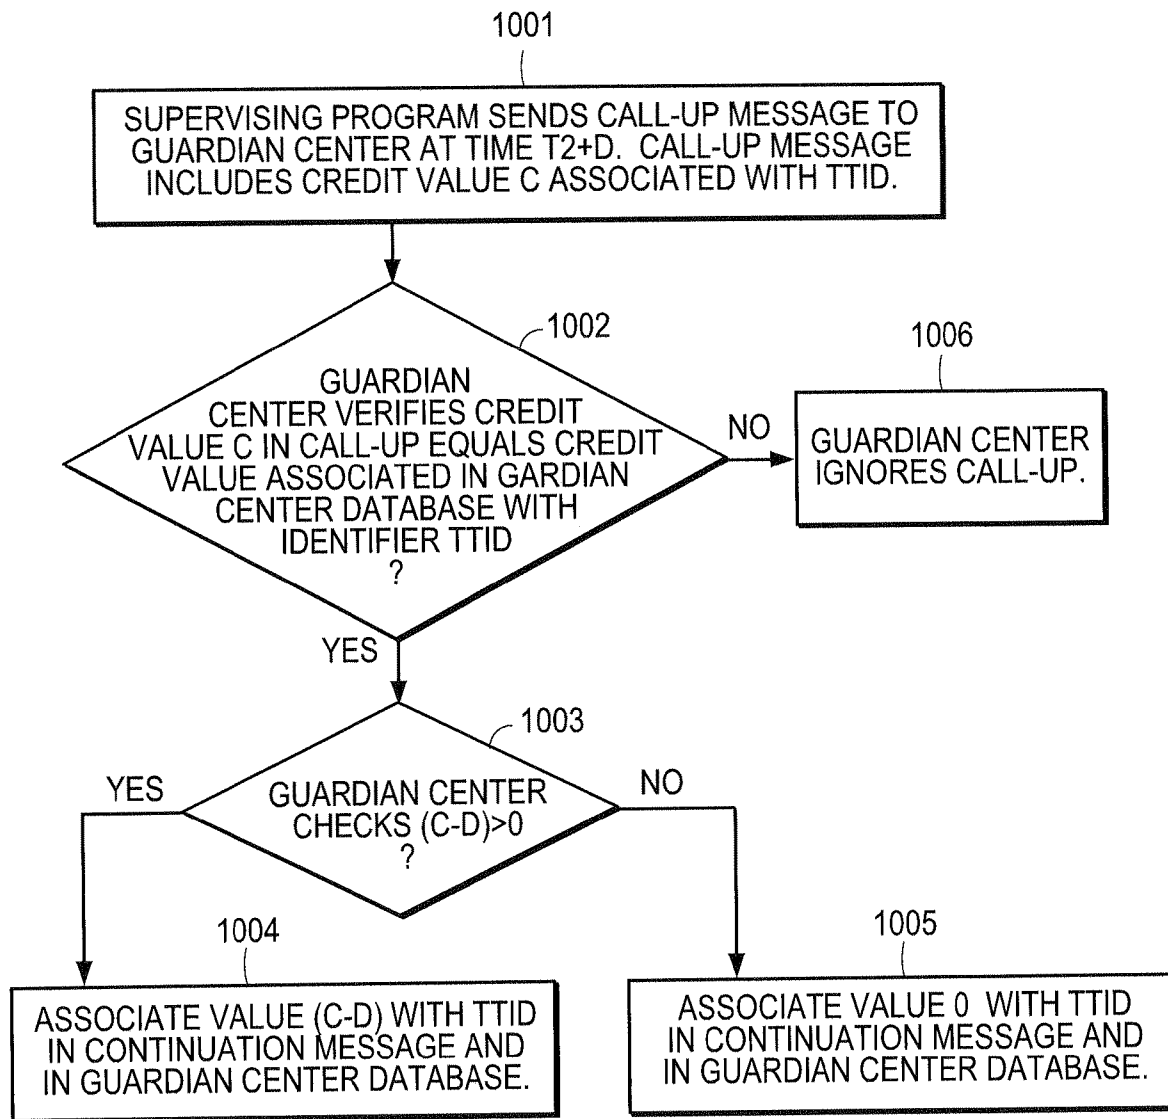 1001
SUPERVISING PROGRAM SENDS CALL-UP MESSAGE TO
GUARDIAN CENTER AT TIME T2+D. CALL-UP MESSAGE
INCLUDES CREDIT VALUE C ASSOCIATED WITH TTID.
1002
GUARDIAN
CENTER VERIFIES CREDIT
VALUE C IN CALL-UP EQUALS CREDIT
VALUE ASSOCIATED IN GARDIAN
CENTER DATABASE WITH
IDENTIFIER TTID
?
NO
1006
GUARDIAN CENTER
IGNORES CALL-UP.
YES
1003
GUARDIAN CENTER
CHECKS (C-D)>0
?
YES
NO
1004
ASSOCIATE VALUE (C-D) WITH TTID
IN CONTINUATION MESSAGE AND
IN GUARDIAN CENTER DATABASE.
1005
ASSOCIATE VALUE 0 WITH TTID
IN CONTINUATION MESSAGE AND
IN GUARDIAN CENTER DATABASE.